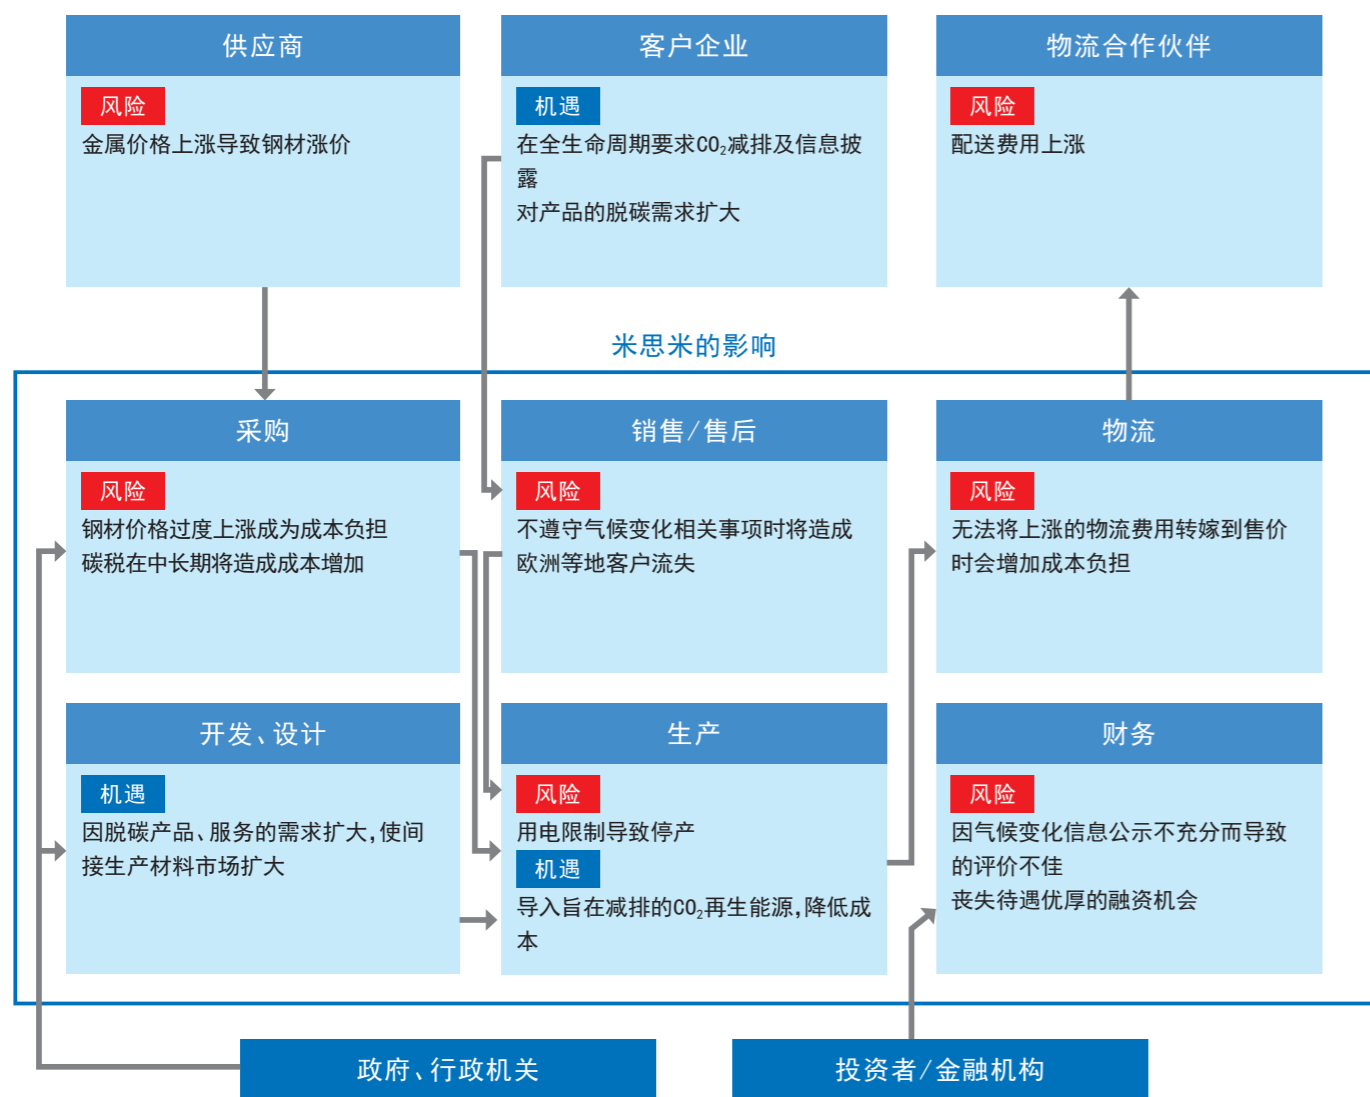 供应商
风险
金属价格上涨导致钢材涨价
客户企业
机遇
在全生命周期要求CO₂减排及信息披
露
对产品的脱碳需求扩大
物流合作伙伴
风险
配送费用上涨
米思米的影响
采购
风险
钢材价格过度上涨成为成本负担
碳税在中长期将造成成本增加
销售/售后
风险
不遵守气候变化相关事项时将造成
欧洲等地客户流失
物流
风险
无法将上涨的物流费用转嫁到售价
时会增加成本负担
开发、设计
机遇
因脱碳产品、服务的需求扩大,使间
接生产材料市场扩大
生产
风险
用电限制导致停产
机遇
导入旨在减排的CO₂再生能源,降低成
本
财务
风险
因气候变化信息公示不充分而导致
的评价不佳
丧失待遇优厚的融资机会
政府、行政机关
投资者/金融机构